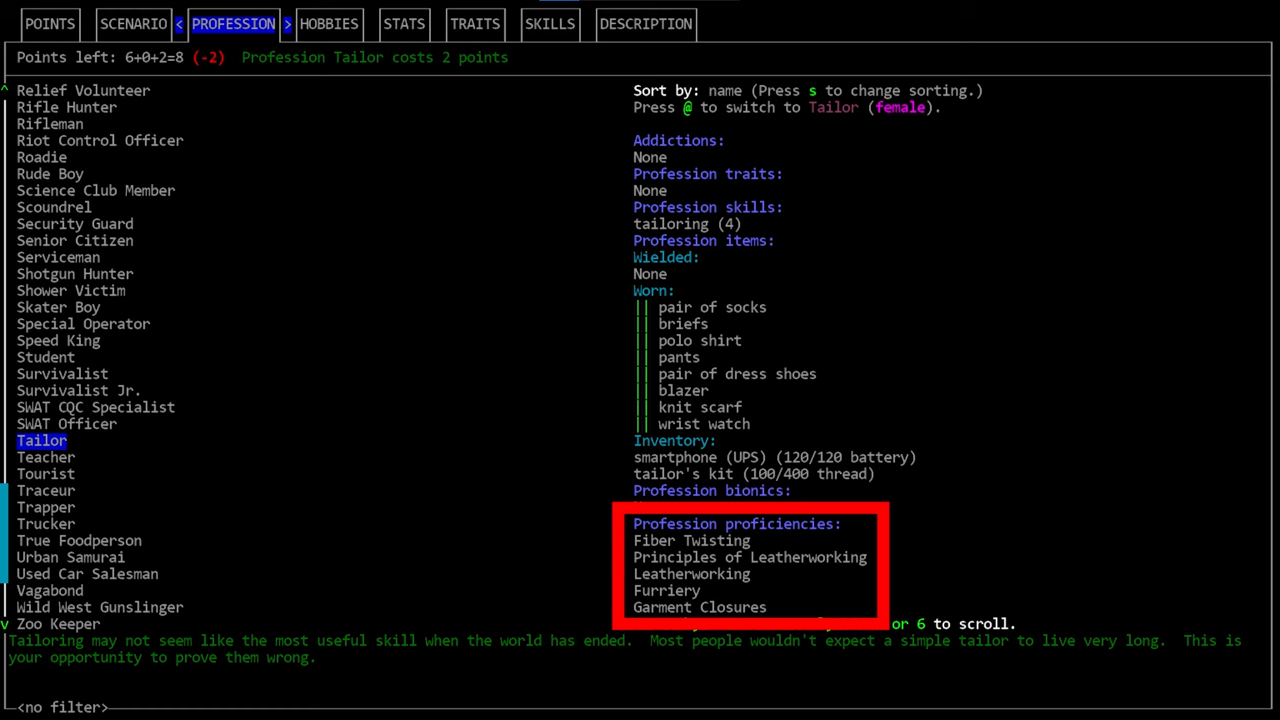 POINTS SCENARIO < PROFESSION > HOBBIES STATS TRAITS SKILLS DESCRIPTION
Points left: 6+0+2=8 (-2) Profession Tailor costs 2 points
^ Relief Volunteer
Rifle Hunter
Rifleman
Riot Control Officer
Roadie
Rude Boy
Science Club Member
Scoundrel
Security Guard
Senior Citizen
Serviceman
Shotgun Hunter
Shower Victim
Skater Boy
Special Operator
Speed King
Student
Survivalist
Survivalist Jr.
SWAT CQC Specialist
SWAT Officer
Tailor
Teacher
Tourist
Traceur
Trapper
Trucker
True Foodperson
Urban Samurai
Used Car Salesman
Vagabond
Wild West Gunslinger
v Zoo Keeper
Sort by: name (Press s to change sorting.)
Press @ to switch to Tailor (female).
Addictions:
None
Profession traits:
None
Profession skills:
tailoring (4)
Profession items:
Wielded:
None
Worn:
|| pair of socks
|| briefs
|| polo shirt
|| pants
|| pair of dress shoes
|| blazer
|| knit scarf
|| wrist watch
Inventory:
smartphone (UPS) (120/120 battery)
tailor's kit (100/400 thread)
Profession bionics:
Profession proficiencies:
Fiber Twisting
Principles of Leatherworking
Leatherworking
Furriery
Garment Closures
or 6 to scroll.
Tailoring may not seem like the most useful skill when the world has ended. Most people wouldn't expect a simple tailor to live very long. This is
your opportunity to prove them wrong.
<no filter>